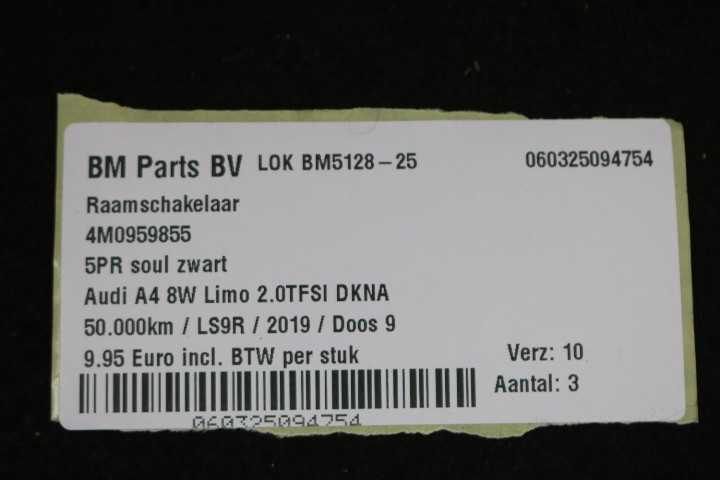 BM Parts BV LOK BM5128-25 060325094754
Raamschakelaar
4M0959855
5PR soul zwart
Audi A4 8W Limo 2.0TFSI DKNA
50.000km / LS9R / 2019 / Doos 9
9.95 Euro incl. BTW per stuk Verz: 10
Aantal: 3
060325094754